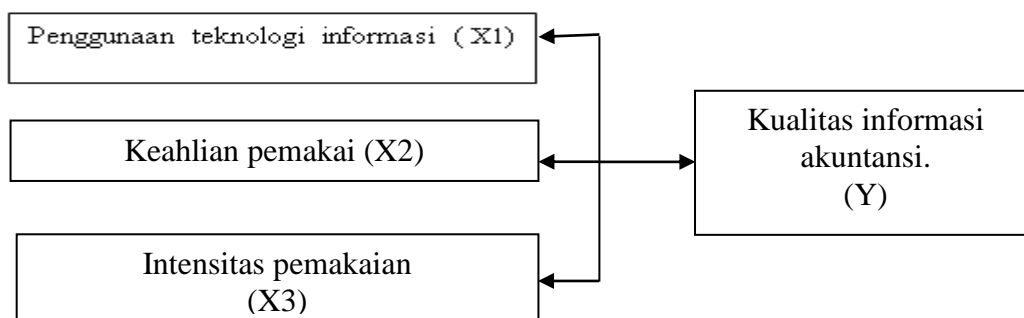 Penggunaan teknologi informasi ( X1)
Keahlian pemakai (X2)
Kualitas informasi
akuntansi.
(Y)
Intensitas pemakaian
(X3)